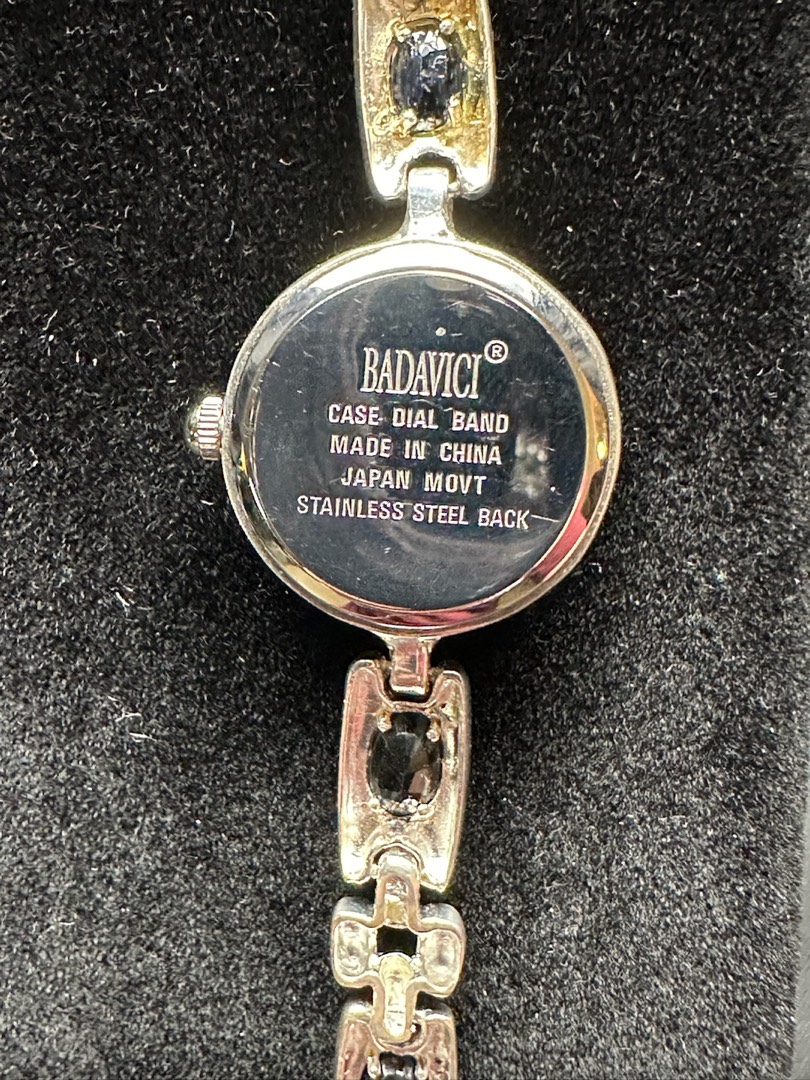 BADAVICI®
CASE DIAL BAND
MADE IN CHINA
JAPAN MOVT
STAINLESS STEEL BACK